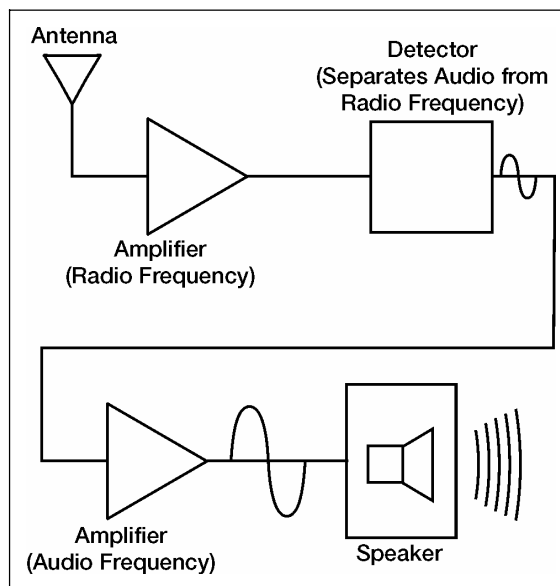 Antenna
Detector
(Separates Audio from
Radio Frequency)
Amplifier
(Radio Frequency)
Amplifier
(Audio Frequency)
Speaker